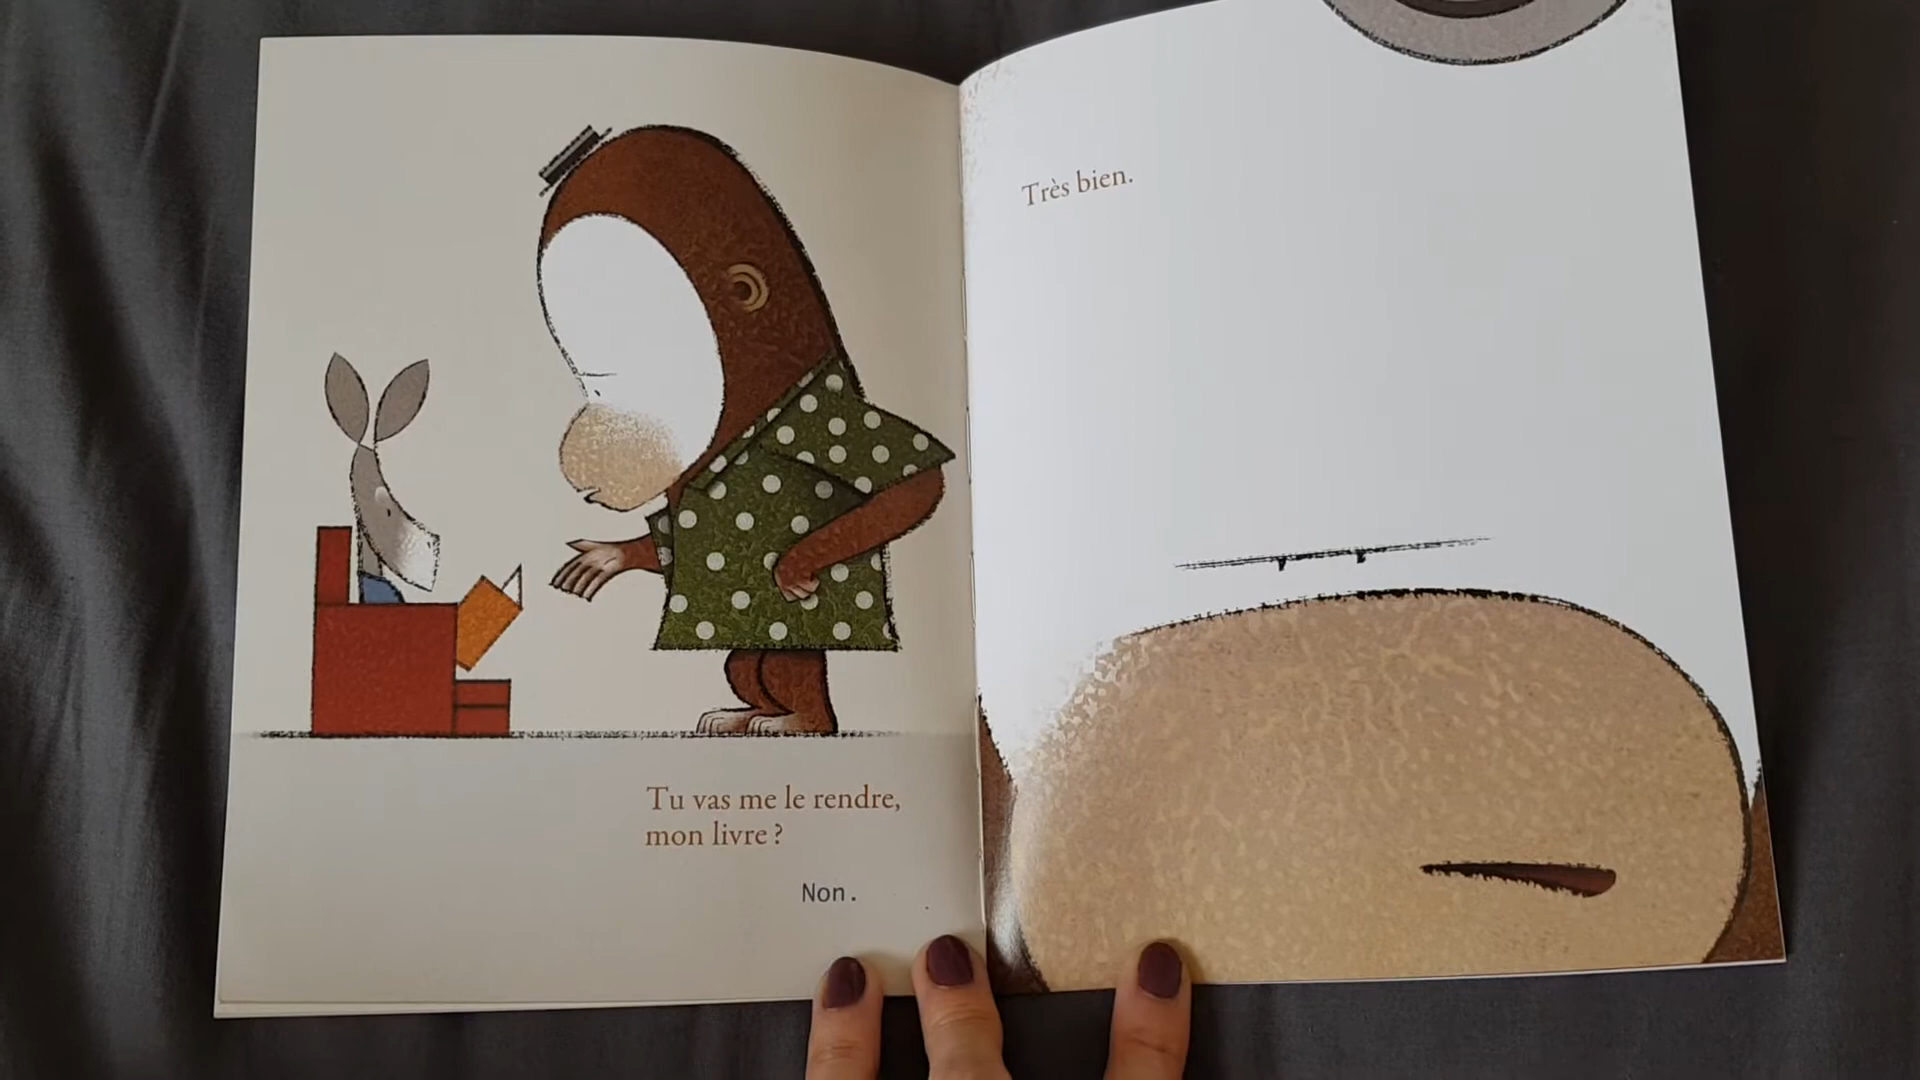 Tu vas me le rendre,
mon livre ?
Non.
Très bien.